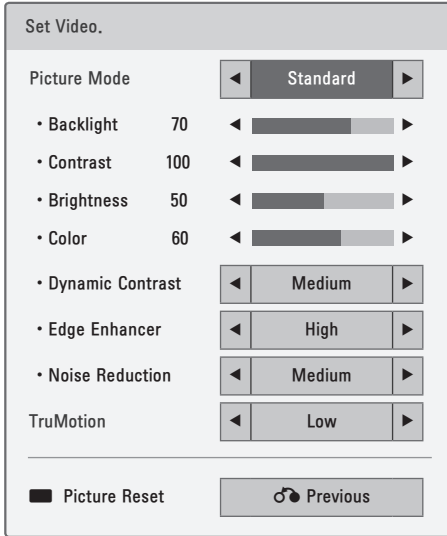 Set Video.
Picture Mode Standard
• Backlight 70
• Contrast 100
• Brightness 50
• Color 60
• Dynamic Contrast Medium
• Edge Enhancer High
• Noise Reduction Medium
TruMotion Low
Picture Reset Previous